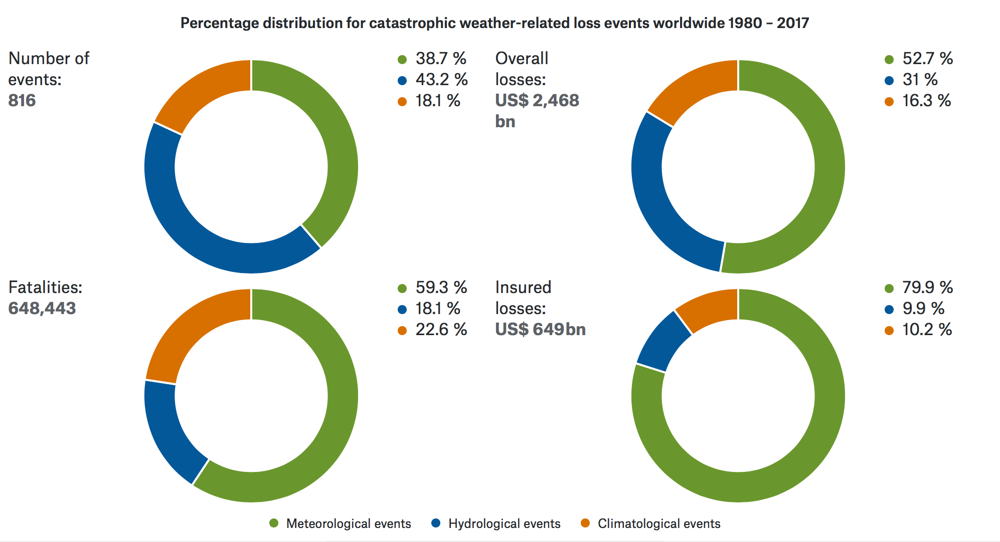 Percentage distribution for catastrophic weather-related loss events worldwide 1980 – 2017
Number of
events:
816
38.7 %
43.2 %
18.1 %
Overall
losses:
US$ 2,468
bn
52.7 %
31 %
16.3 %
Fatalities:
648,443
59.3 %
18.1 %
22.6 %
Insured
losses:
US$ 649bn
79.9 %
9.9 %
10.2 %
Meteorological events
Hydrological events
Climatological events